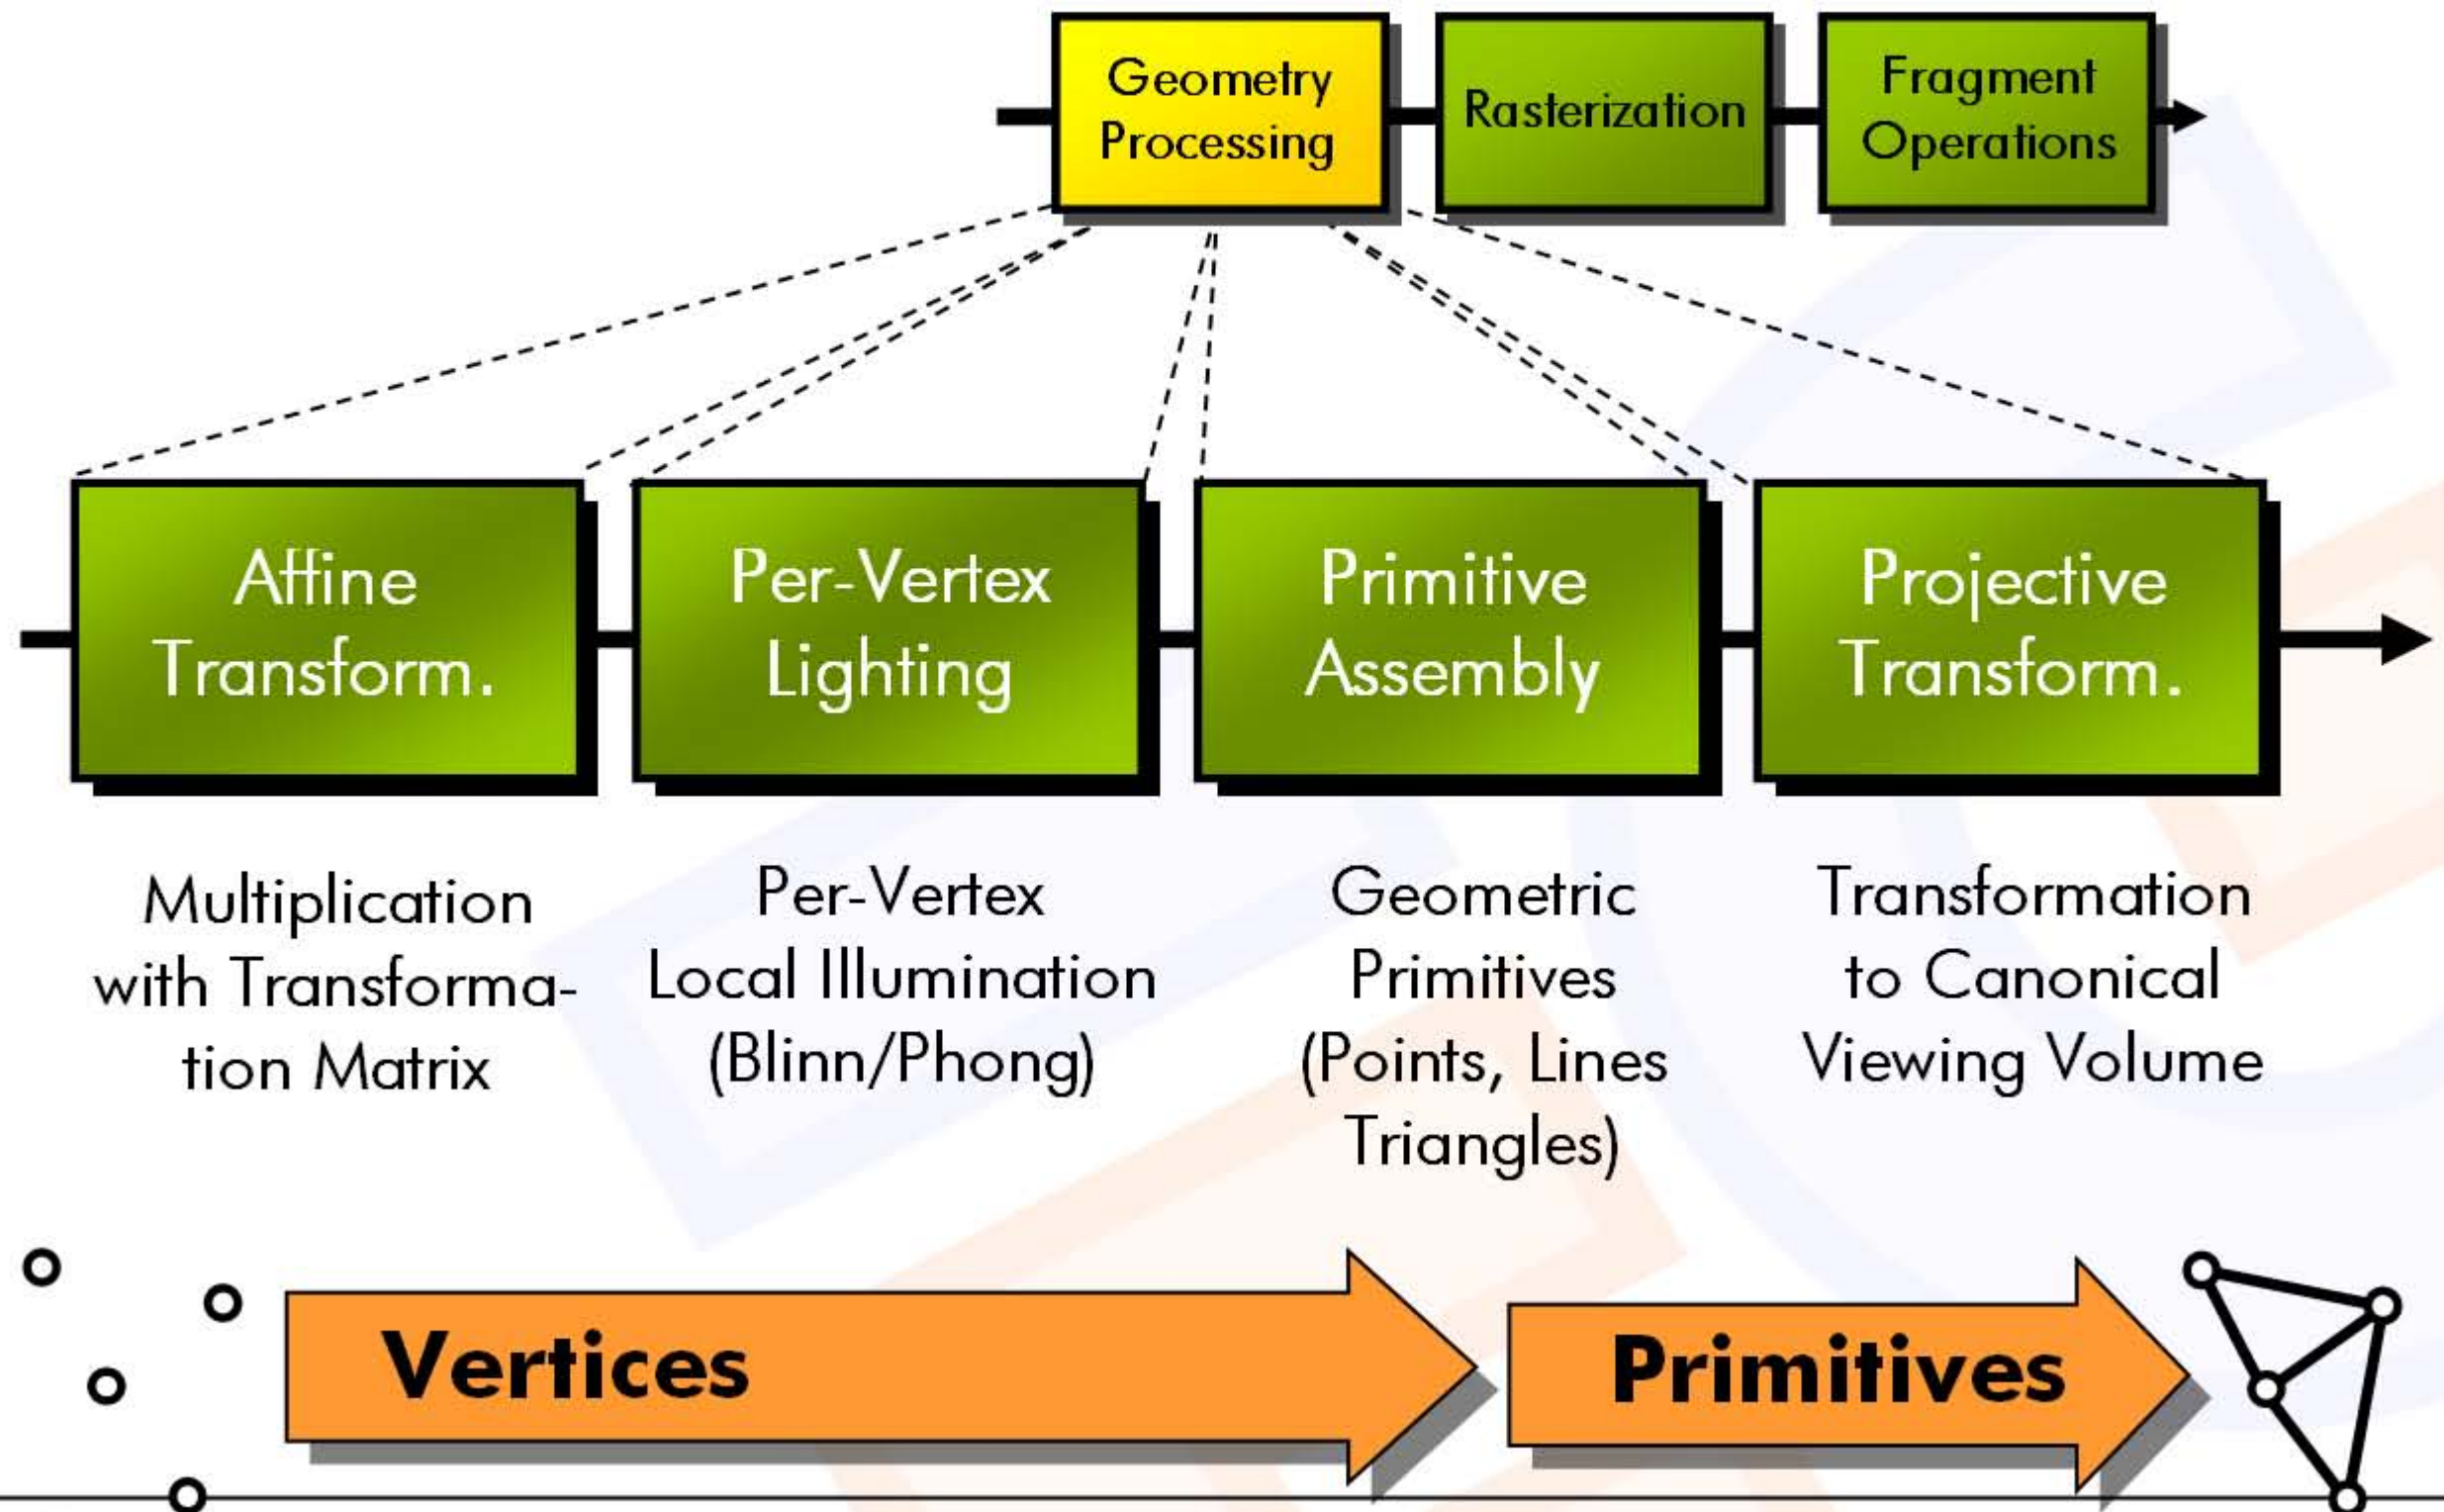 Geometry
Processing
Rasterization
Fragment
Operations
Affine
Transform.
Per-Vertex
Lighting
Primitive
Assembly
Projective
Transform.
Multiplication
with Transforma-
tion Matrix
Per-Vertex
Local Illumination
(Blinn/Phong)
Geometric
Primitives
(Points, Lines
Triangles)
Transformation
to Canonical
Viewing Volume
Vertices
Primitives